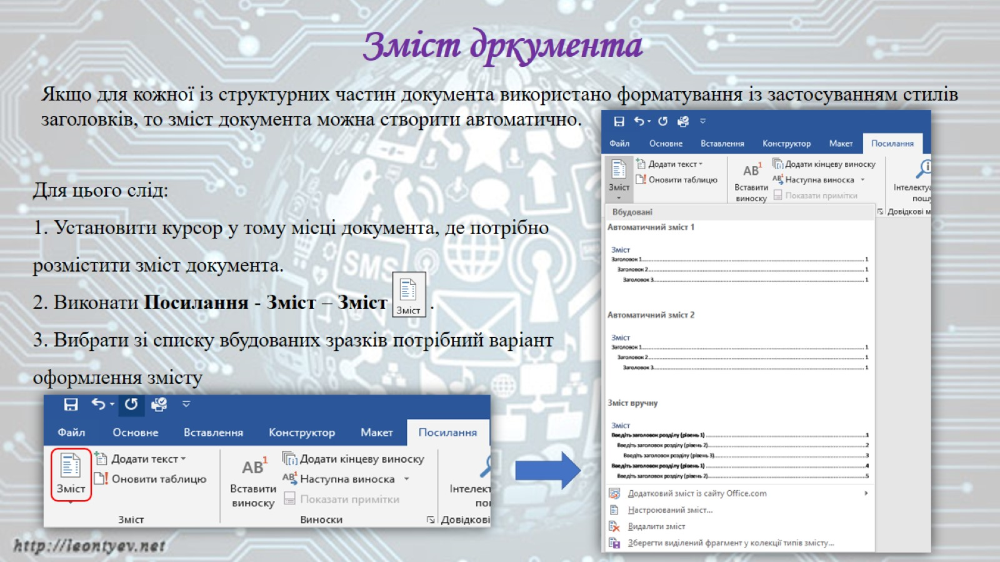 Зміст дркумента
Якщо для кожної із структурних частин документа використано форматування із застосуванням стилів
заголовків, то зміст документа можна створити автоматично.
Для цього слід:
1. Установити курсор у тому місці документа, де потрібно
розмістити зміст документа.
2. Виконати Посилання - Зміст – Зміст Зміст .
3. Вибрати зі списку вбудованих зразків потрібний варіант
оформлення змісту
Файл Основне Вставлення Конструктор Макет Посилання
Зміст
Додати текст
Оновити таблицю
Зміст
AB1
Вставити
виноску
Додати кінцеву виноску
AB Наступна виноска
Показати примітки
Виноски
Інтелект
по
Довідкові
Файл Основне Вставлення Конструктор Макет Посилання
Зміст
Додати текст
Оновити таблицю
AB1
Вставити
виноску
Додати кінцеву виноску
AB Наступна виноска
Показати примітки
Інтелекту
пошу
Довідкові м
Вбудовані
Автоматичний зміст 1
Зміст
Заголовок 1 1
Заголовок 2 1
Заголовок 3 1
Автоматичний зміст 2
Зміст
Заголовок 1 1
Заголовок 2 1
Заголовок 3 1
Зміст вручну
Зміст
Введіть заголовок розділу (рівень 1) 1
Введіть заголовок розділу (рівень 2) 2
Введіть заголовок розділу (рівень 3) 3
Введіть заголовок розділу (рівень 1) 4
Введіть заголовок розділу (рівень 2) 5
Додатковий зміст із сайту Office.com
Настроюваний зміст...
Видалити зміст
Зберегти виділений фрагмент у колекції типів змісту...
SMS
http://leontyev.net